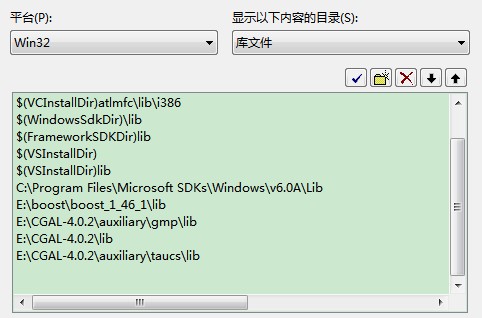 平台(P):
显示以下内容的目录(S):
Win32
库文件
$(VCInstallDir)atlmfc\lib\i386
$(WindowsSdkDir)\lib
$(FrameworkSDKDir)lib
$(VSInstallDir)
$(VSInstallDir)lib
C:\Program Files\Microsoft SDKs\Windows\v6.0A\Lib
E:\boost\boost_1_46_1\lib
E:\CGAL-4.0.2\auxiliary\gmp\lib
E:\CGAL-4.0.2\lib
E:\CGAL-4.0.2\auxiliary\taucs\lib